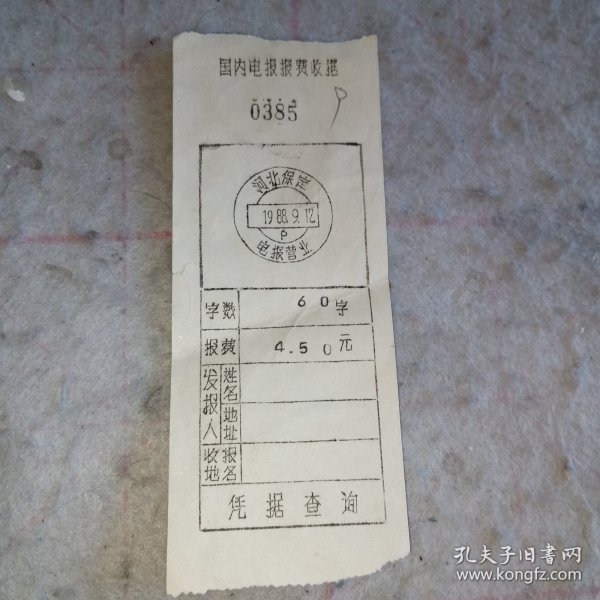 国内电报报费收据
0385
河北保定
1988.9.12
P
电报营业
字数 60字
报费 4.50元
发报人 姓名
地址
收报地名
凭据查询
孔夫子旧书网
www.kongfz.com